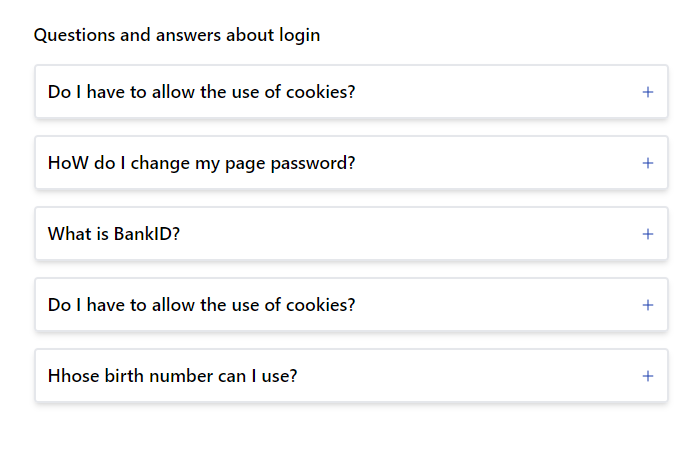 Questions and answers about login
Do I have to allow the use of cookies?
HoW do I change my page password?
What is BankID?
Do I have to allow the use of cookies?
Hhose birth number can I use?